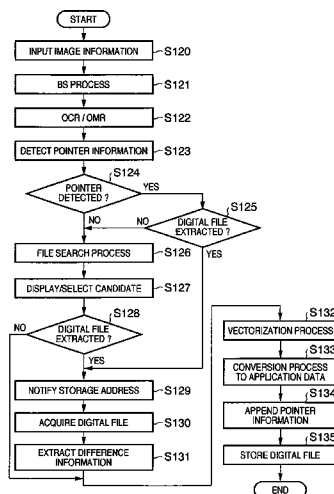 START
INPUT IMAGE INFORMATION
S120
BS PROCESS
S121
OCR / OMR
S122
DETECT POINTER INFORMATION
S123
S124
POINTER
DETECTED ?
YES
NO
S125
DIGITAL FILE
EXTRACTED ?
NO
YES
FILE SEARCH PROCESS
S126
DISPLAY/SELECT CANDIDATE
S127
S128
DIGITAL FILE
EXTRACTED ?
NO
YES
NOTIFY STORAGE ADDRESS
S129
ACQUIRE DIGITAL FILE
S130
EXTRACT DIFFERENCE
INFORMATION
S131
S132
VECTORIZATION PROCESS
S133
CONVERSION PROCESS
TO APPLICATION DATA
S134
APPEND POINTER
INFORMATION
S135
STORE DIGITAL FILE
END